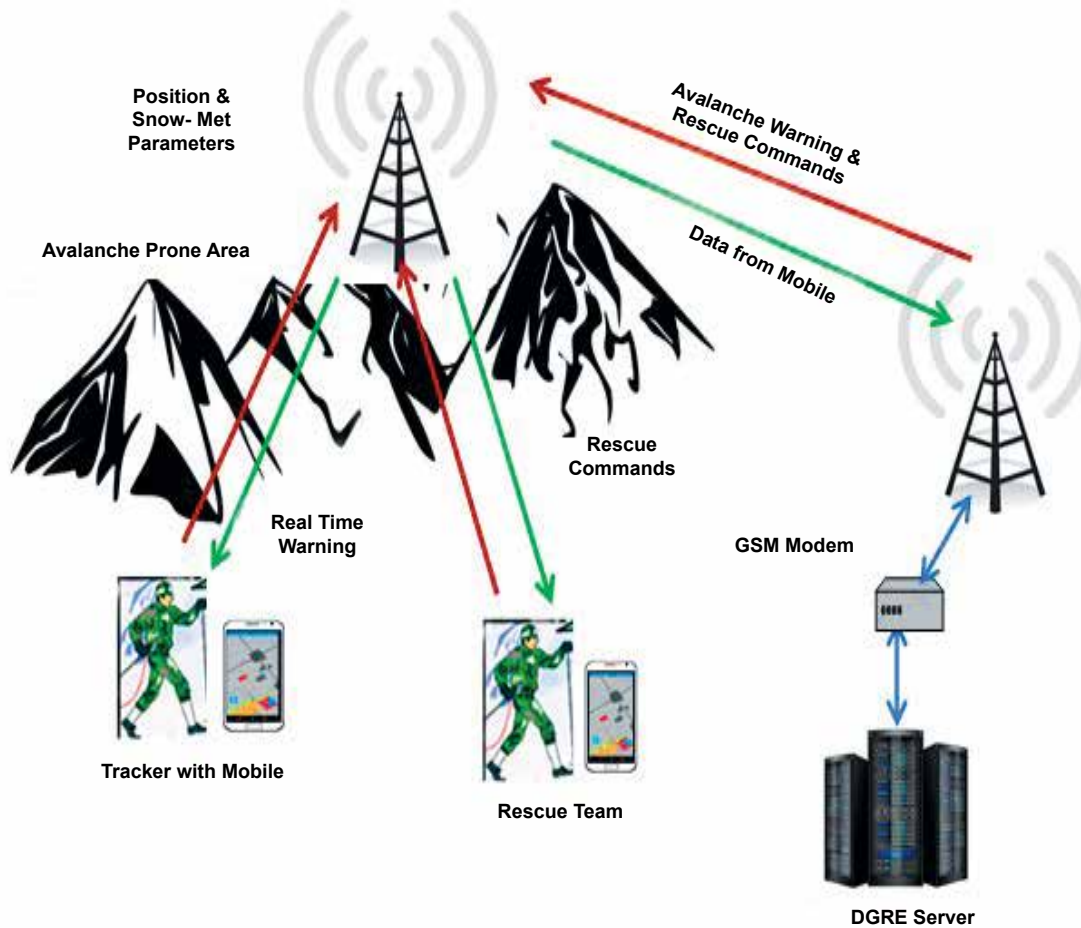 Position &
Snow- Met
Parameters
Avalanche Warning &
Rescue Commands
Data from Mobile
Avalanche Prone Area
Rescue
Commands
Real Time
Warning
GSM Modem
Tracker with Mobile
Rescue Team
DGRE Server